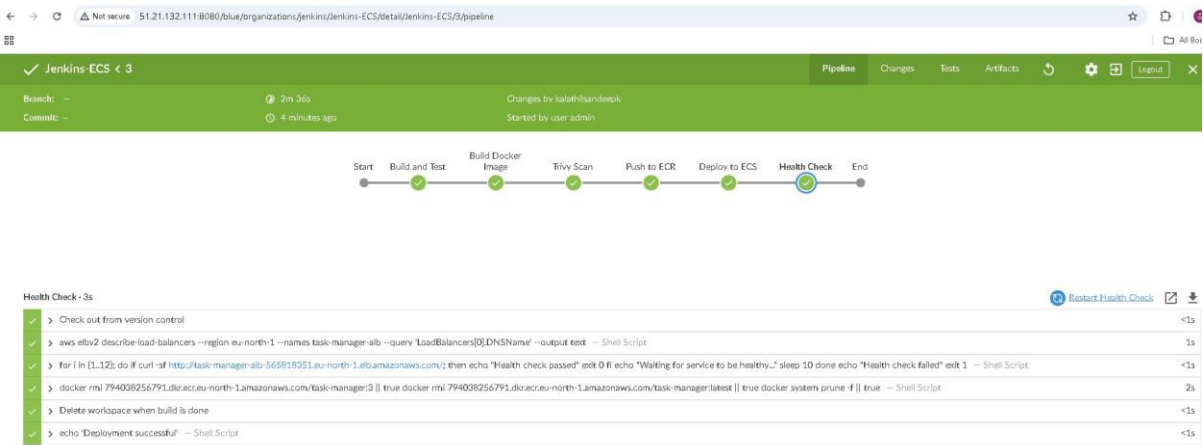 Not secure 51.21.132.111:8080/blue/organizations/jenkins/Jenkins-ECS/detail/Jenkins-ECS/3/pipeline
All Boo
Jenkins-ECS < 3
Pipeline Changes Tests Artifacts Logout
Branch: — 2m 36s Changes by kalathilsandeepk
Commit: — 4 minutes ago Started by user admin
Start Build and Test Build Docker Image Trivy Scan Push to ECR Deploy to ECS Health Check End
Health Check - 3s Restart Health Check
> Check out from version control <1s
> aws elbv2 describe-load-balancers --region eu-north-1 --names task-manager-alb --query 'LoadBalancers[0].DNSName' --output text — Shell Script 1s
> for i in {1..12}; do if curl -sf http://task-manager-alb-565818351.eu-north-1.elb.amazonaws.com/; then echo "Health check passed" exit 0 fi echo "Waiting for service to be healthy..." sleep 10 done echo "Health check failed" exit 1 — Shell Script <1s
> docker rmi 794038256791.dkr.ecr.eu-north-1.amazonaws.com/task-manager:3 || true docker rmi 794038256791.dkr.ecr.eu-north-1.amazonaws.com/task-manager:latest || true docker system prune -f || true — Shell Script 2s
> Delete workspace when build is done <1s
> echo 'Deployment successful' — Shell Script <1s